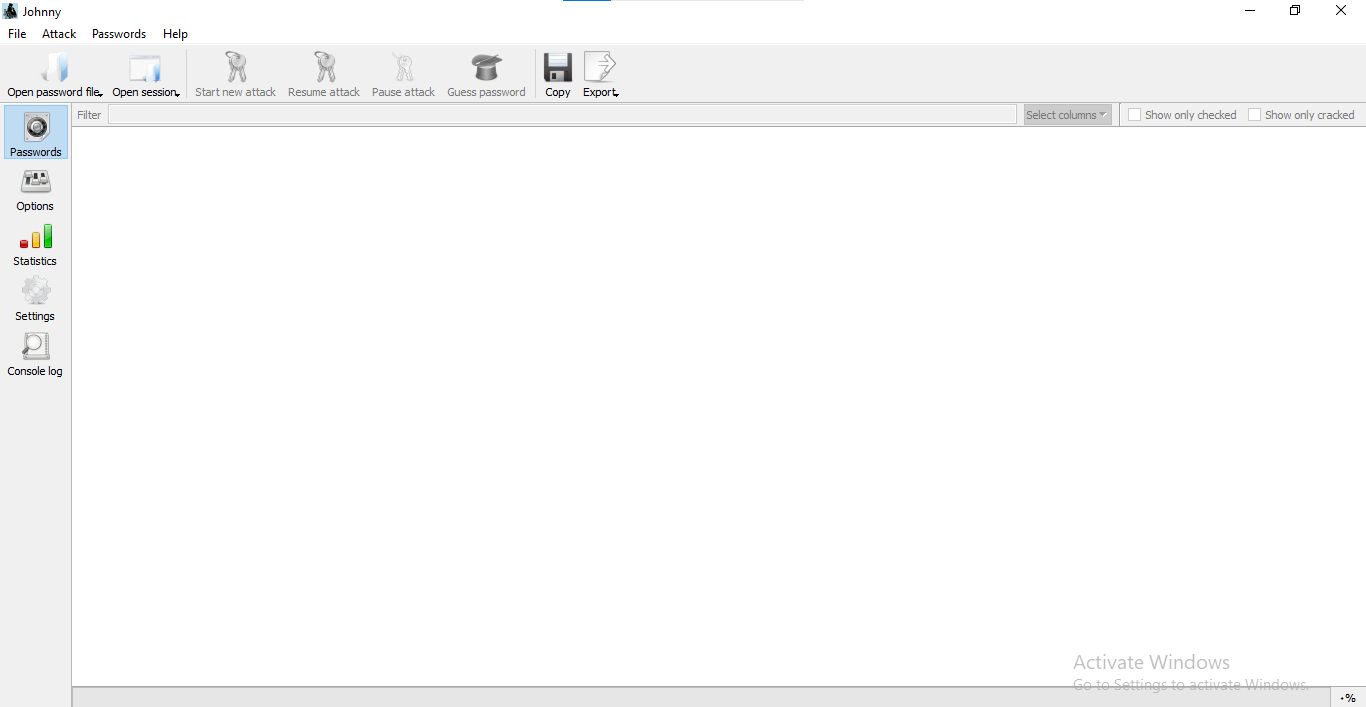 Johnny
File Attack Passwords Help
Open password file Open session Start new attack Resume attack Pause attack Guess password Copy Export
Filter Select columns Show only checked Show only cracked
Passwords
Options
Statistics
Settings
Console log
Activate Windows
Go to Settings to activate Windows.
-%